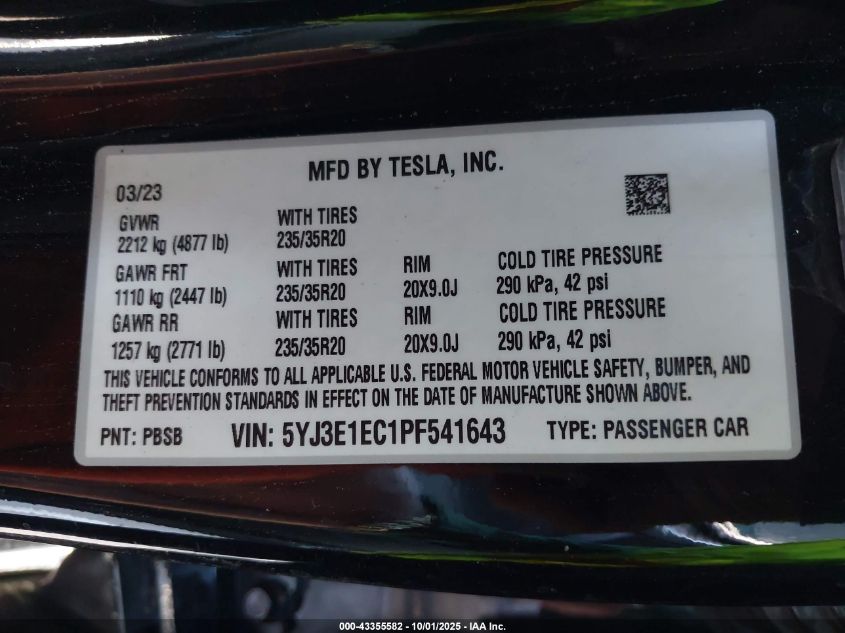 MFD BY TESLA, INC.
03/23
GVWR WITH TIRES
2212 kg (4877 lb) 235/35R20
GAWR FRT WITH TIRES RIM COLD TIRE PRESSURE
1110 kg (2447 lb) 235/35R20 20X9.0J 290 kPa, 42 psi
GAWR RR WITH TIRES RIM COLD TIRE PRESSURE
1257 kg (2771 lb) 235/35R20 20X9.0J 290 kPa, 42 psi
THIS VEHICLE CONFORMS TO ALL APPLICABLE U.S. FEDERAL MOTOR VEHICLE SAFETY, BUMPER, AND
THEFT PREVENTION STANDARDS IN EFFECT ON THE DATE OF MANUFACTURE SHOWN ABOVE.
PNT: PBSB VIN: 5YJ3E1EC1PF541643 TYPE: PASSENGER CAR
000-43355582 - 10/01/2025 - IAA Inc.